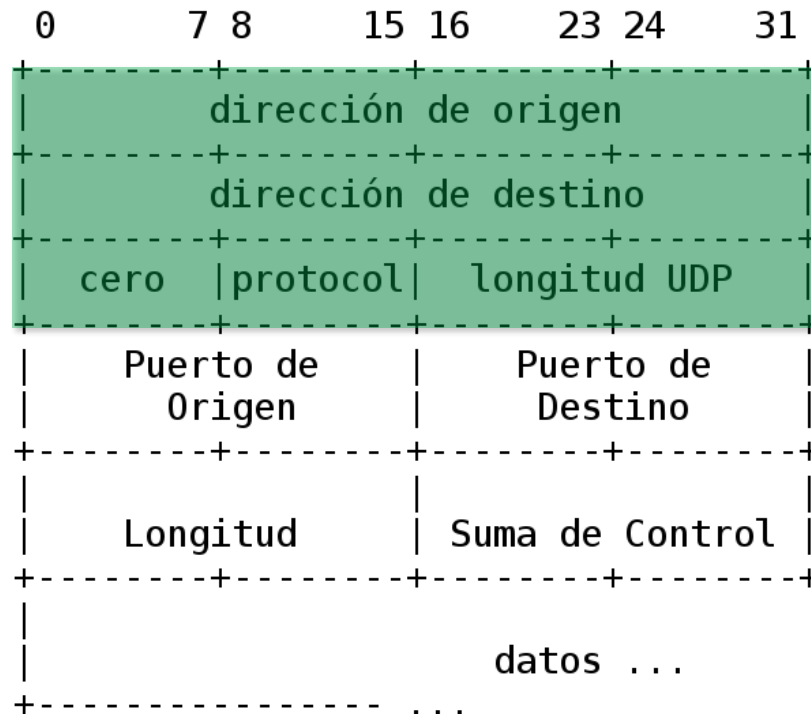 0 7 8 15 16 23 24 31
+--------+--------+--------+--------+
| dirección de origen |
+--------+--------+--------+--------+
| dirección de destino |
+--------+--------+--------+--------+
| cero |protocol| longitud UDP |
+--------+--------+--------+--------+
| Puerto de | Puerto de |
| Origen | Destino |
+--------+--------+--------+--------+
| | |
| Longitud | Suma de Control |
+--------+--------+--------+--------+
|
| datos ...
+---------------- ...